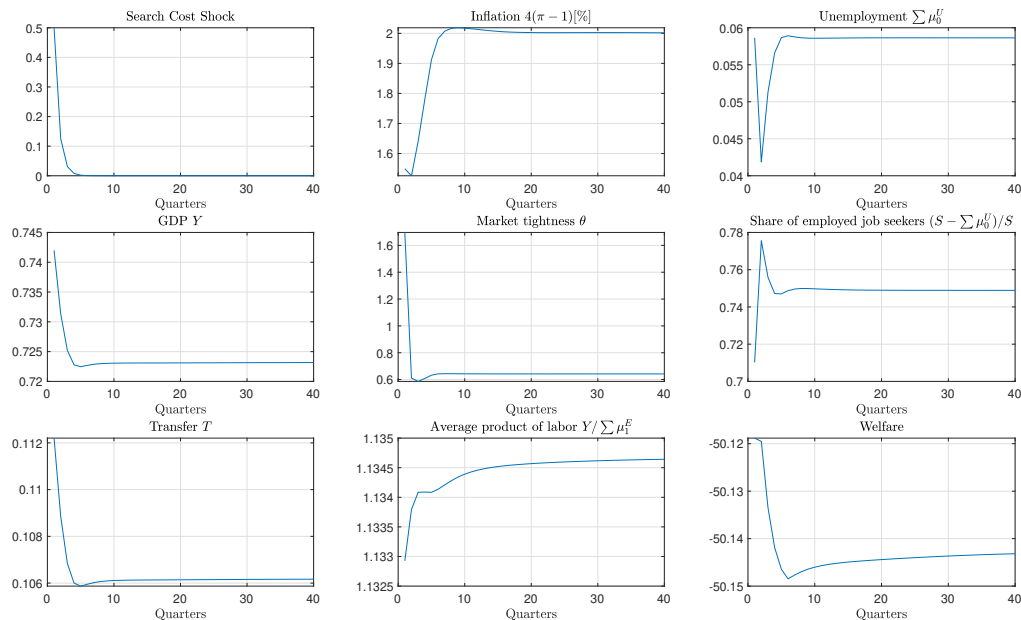 Search Cost Shock
0.5
0.4
0.3
0.2
0.1
0
0 10 20 30 40
Quarters
Inflation 4(π − 1)[%]
2
1.9
1.8
1.7
1.6
0 10 20 30 40
Quarters
Unemployment ∑ μ₀ᵁ
0.06
0.055
0.05
0.045
0.04
0 10 20 30 40
Quarters
GDP Y
0.745
0.74
0.735
0.73
0.725
0.72
0 10 20 30 40
Quarters
Market tightness θ
1.6
1.4
1.2
1
0.8
0.6
0 10 20 30 40
Quarters
Share of employed job seekers (S − ∑ μ₀ᵁ)/S
0.78
0.76
0.74
0.72
0.7
0 10 20 30 40
Quarters
Transfer T
0.112
0.11
0.108
0.106
0 10 20 30 40
Quarters
Average product of labor Y/ ∑ μ₁ᴱ
1.135
1.1345
1.134
1.1335
1.133
1.1325
0 10 20 30 40
Quarters
Welfare
-50.12
-50.13
-50.14
-50.15
0 10 20 30 40
Quarters